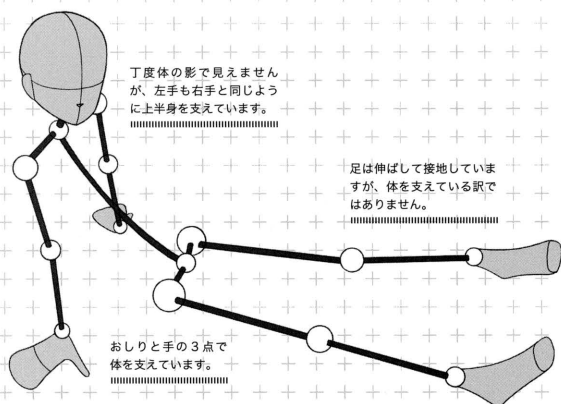 丁度体の影で見えません
が、左手も右手と同じよう
に上半身を支えています。
足は伸ばして接地していま
すが、体を支えている訳で
はありません。
おしりと手の３点で
体を支えています。